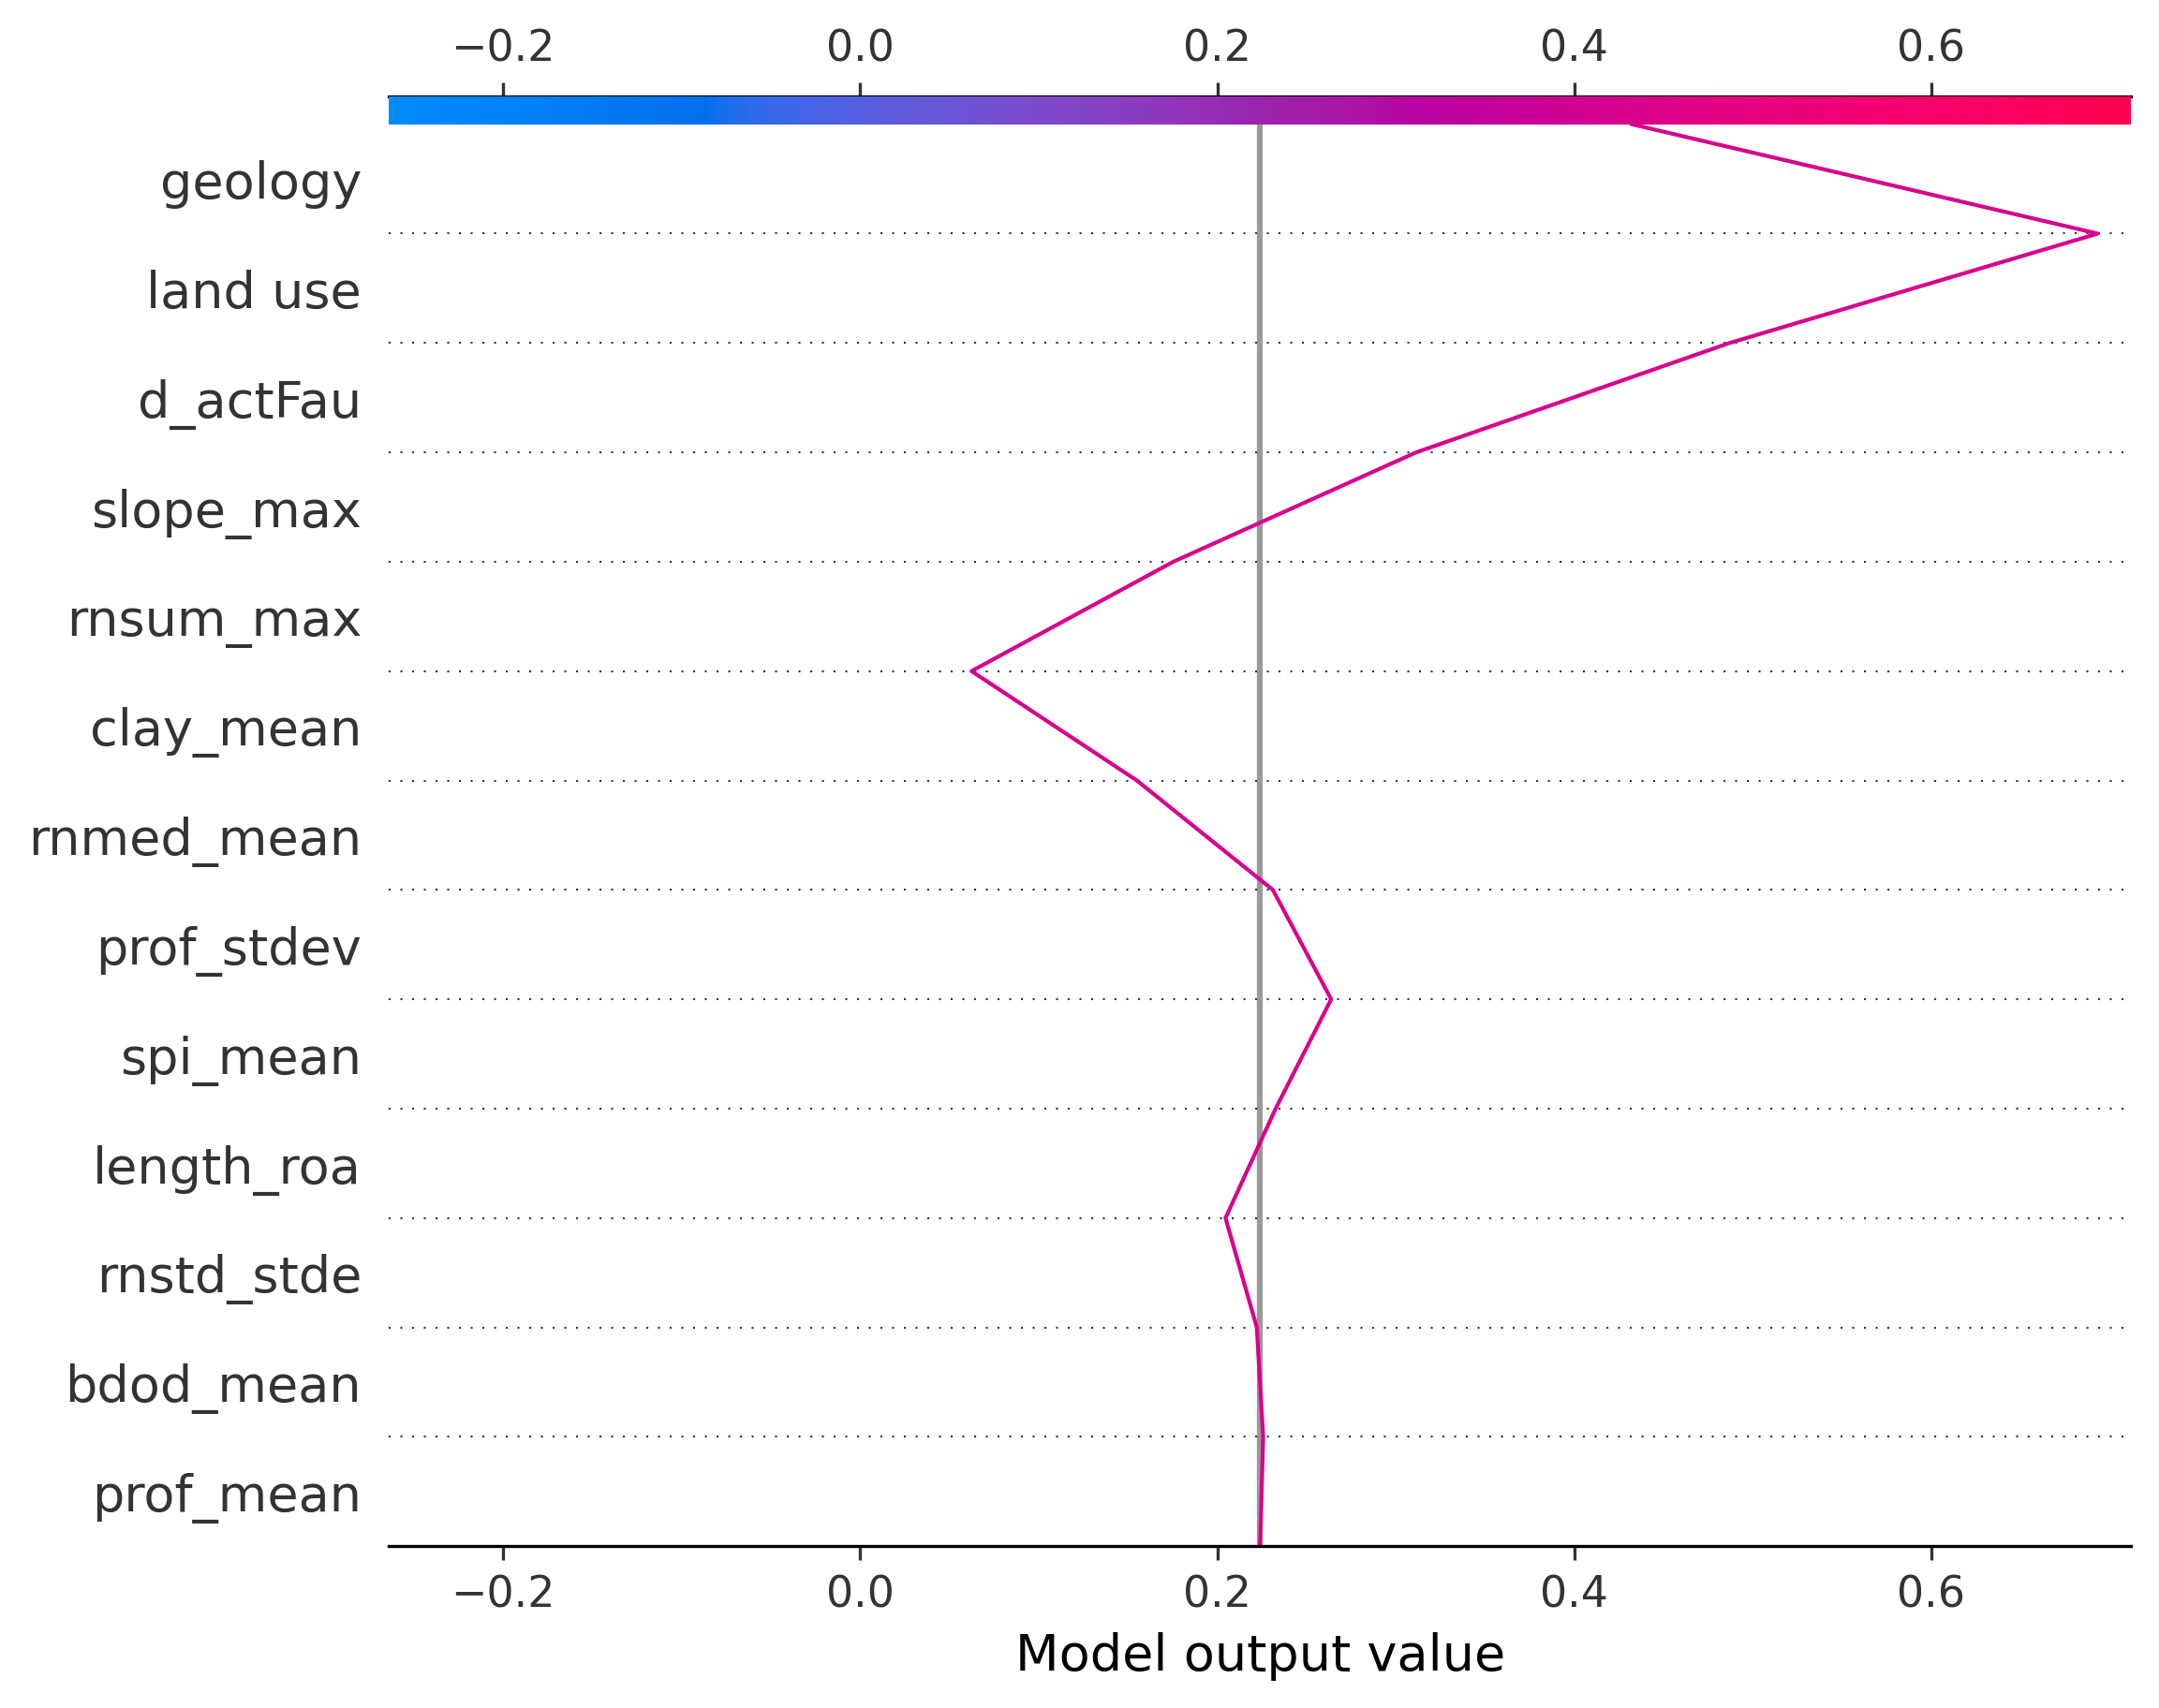 −0.2 0.0 0.2 0.4 0.6
geology
land use
d_actFau
slope_max
rnsum_max
clay_mean
rnmed_mean
prof_stdev
spi_mean
length_roa
rnstd_stde
bdod_mean
prof_mean
−0.2 0.0 0.2 0.4 0.6
Model output value